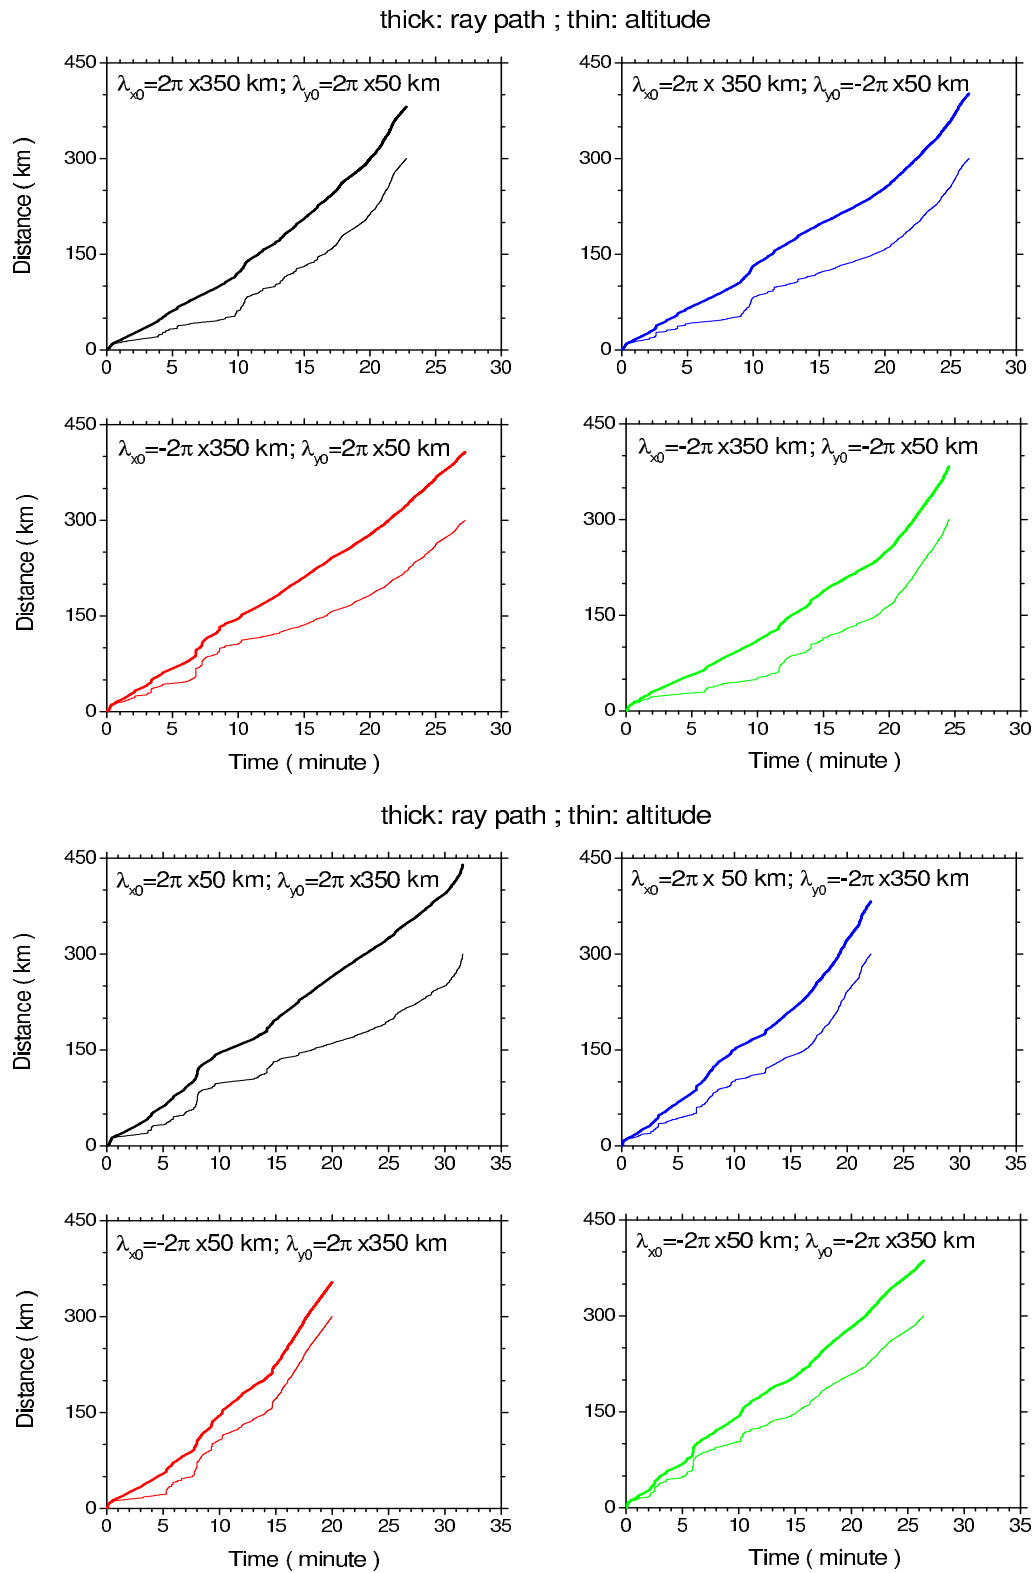 thick: ray path ; thin: altitude
λx0=2π x350 km; λy0=2π x50 km
λx0=2π x 350 km; λy0=-2π x50 km
450
300
150
0
0 5 10 15 20 25 30
450
300
150
0
0 5 10 15 20 25 30
Distance ( km )
λx0=-2π x350 km; λy0=2π x50 km
λx0=-2π x350 km; λy0=-2π x50 km
450
300
150
0
0 5 10 15 20 25 30
450
300
150
0
0 5 10 15 20 25 30
Distance ( km )
Time ( minute )
Time ( minute )
thick: ray path ; thin: altitude
λx0=2π x50 km; λy0=2π x350 km
λx0=2π x 50 km; λy0=-2π x350 km
450
300
150
0
0 5 10 15 20 25 30 35
450
300
150
0
0 5 10 15 20 25 30 35
Distance ( km )
λx0=-2π x50 km; λy0=2π x350 km
λx0=-2π x50 km; λy0=-2π x350 km
450
300
150
0
0 5 10 15 20 25 30 35
450
300
150
0
0 5 10 15 20 25 30 35
Distance ( km )
Time ( minute )
Time ( minute )